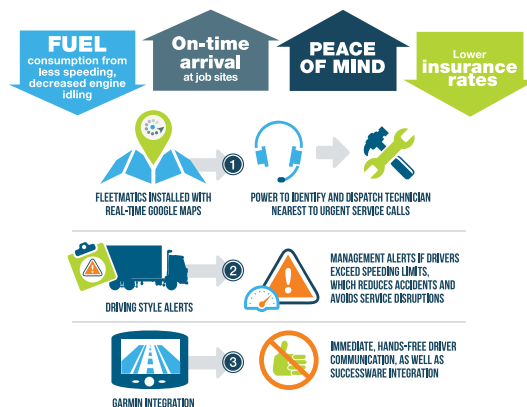 FUEL
consumption from
less speeding,
decreased engine
idling
On-time
arrival
at job sites
PEACE
OF MIND
Lower
insurance
rates
1
FLEETMATICS INSTALLED WITH
REAL-TIME GOOGLE MAPS
POWER TO IDENTIFY AND DISPATCH TECHNICIAN
NEAREST TO URGENT SERVICE CALLS
2
DRIVING STYLE ALERTS
MANAGEMENT ALERTS IF DRIVERS
EXCEED SPEEDING LIMITS,
WHICH REDUCES ACCIDENTS AND
AVOIDS SERVICE DISRUPTIONS
3
GARMIN INTEGRATION
IMMEDIATE, HANDS-FREE DRIVER
COMMUNICATION, AS WELL AS
SUCCESSWARE INTEGRATION